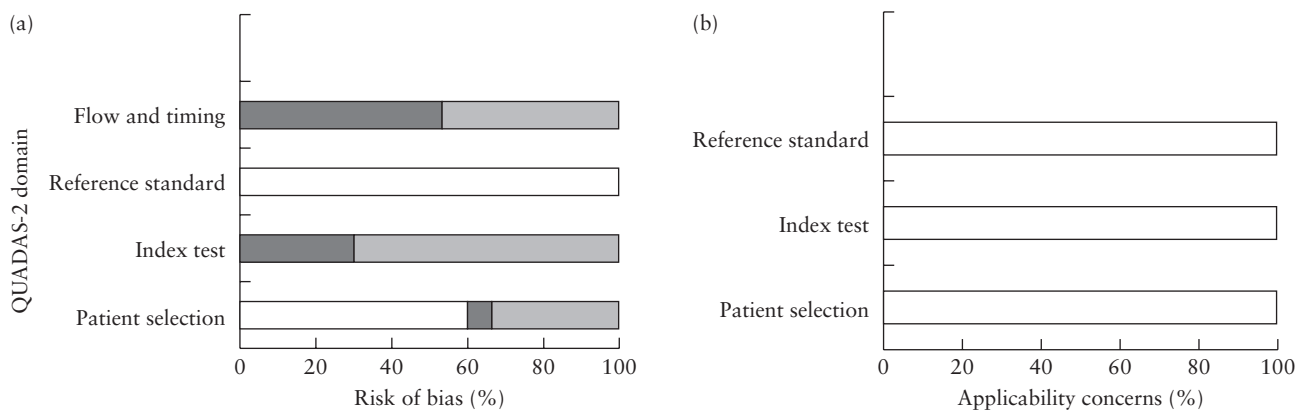 (a)
QUADAS-2 domain
Flow and timing
Reference standard
Index test
Patient selection
0 20 40 60 80 100
Risk of bias (%)
(b)
Reference standard
Index test
Patient selection
0 20 40 60 80 100
Applicability concerns (%)